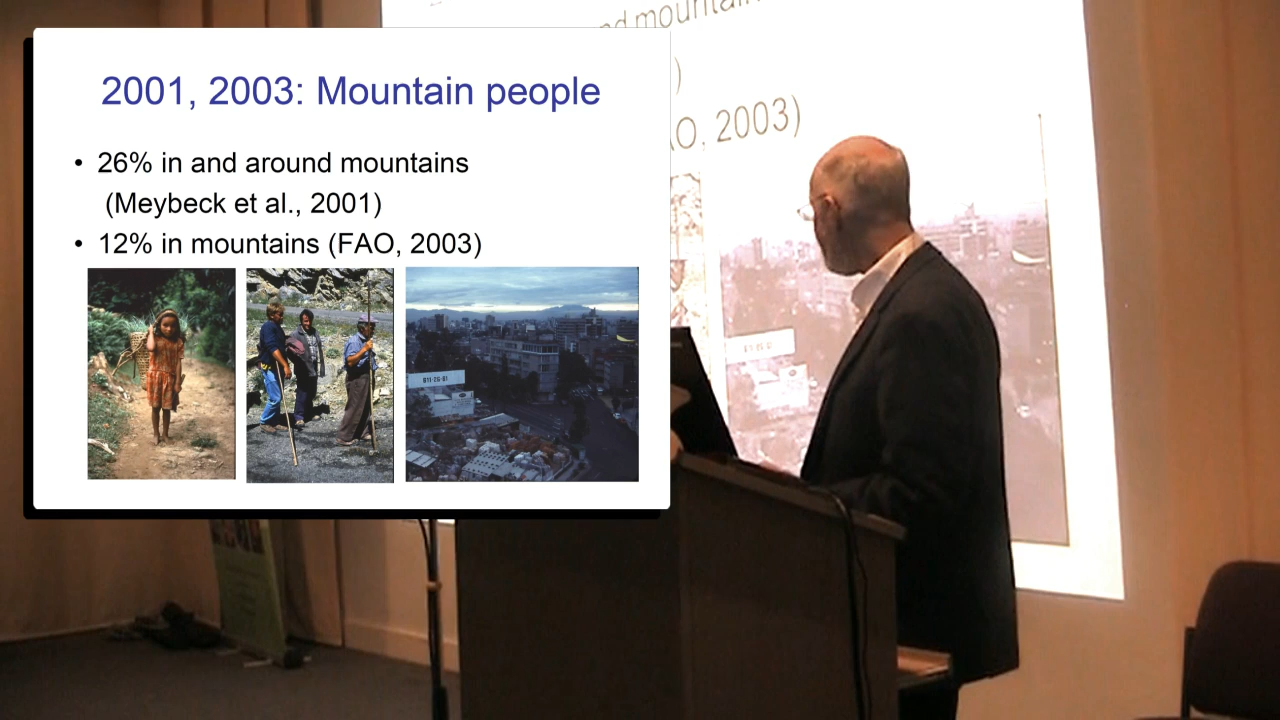 2001, 2003: Mountain people
• 26% in and around mountains
(Meybeck et al., 2001)
• 12% in mountains (FAO, 2003)
nd mountain
)
O, 2003)